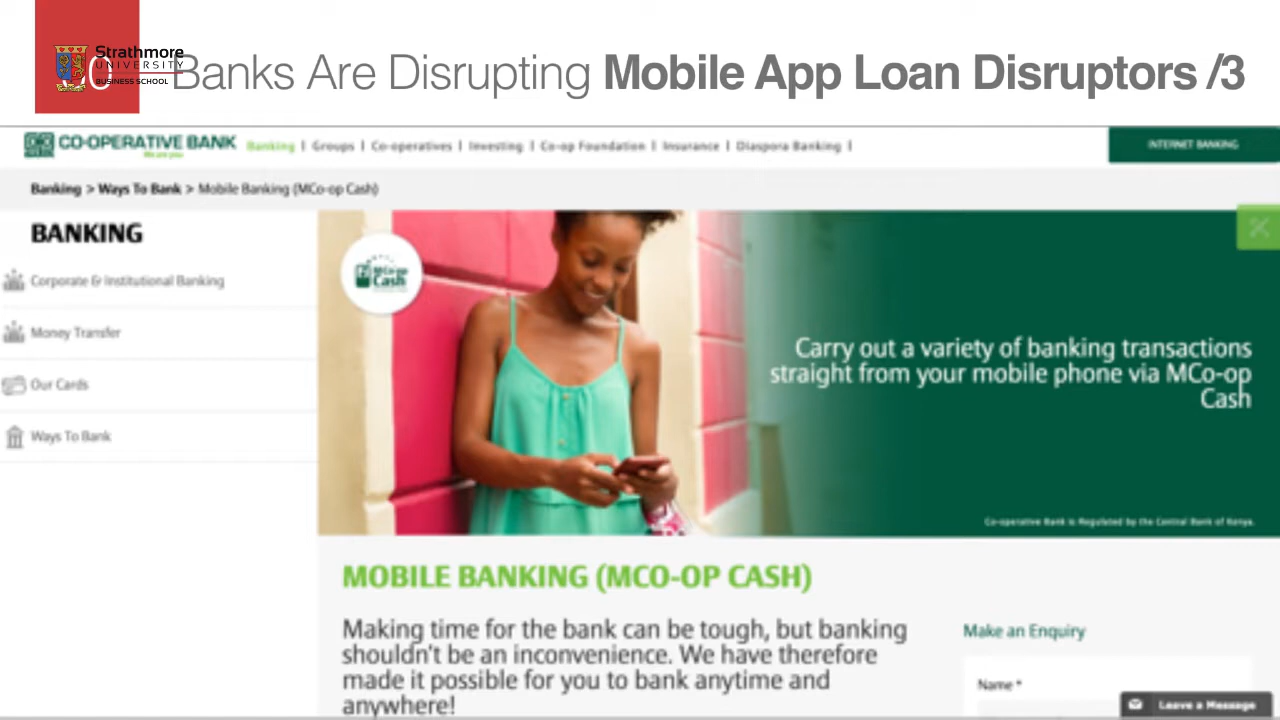 Strathmore
UNIVERSITY
BUSINESS SCHOOL
Banks Are Disrupting Mobile App Loan Disruptors /3
CO-OPERATIVE BANK
We are you
Banking | Groups | Co-operatives | Investing | Co-op Foundation | Insurance | Diaspora Banking |
INTERNET BANKING
Banking > Ways To Bank > Mobile Banking (MCo-op Cash)
BANKING
Corporate & Institutional Banking
Money Transfer
Our Cards
Ways To Bank
MCo-op
Cash
Carry out a variety of banking transactions
straight from your mobile phone via MCo-op
Cash
Co-operative Bank is Regulated by the Central Bank of Kenya.
MOBILE BANKING (MCO-OP CASH)
Making time for the bank can be tough, but banking
shouldn't be an inconvenience. We have therefore
made it possible for you to bank anytime and
anywhere!
Make an Enquiry
Name *
Leave a Message